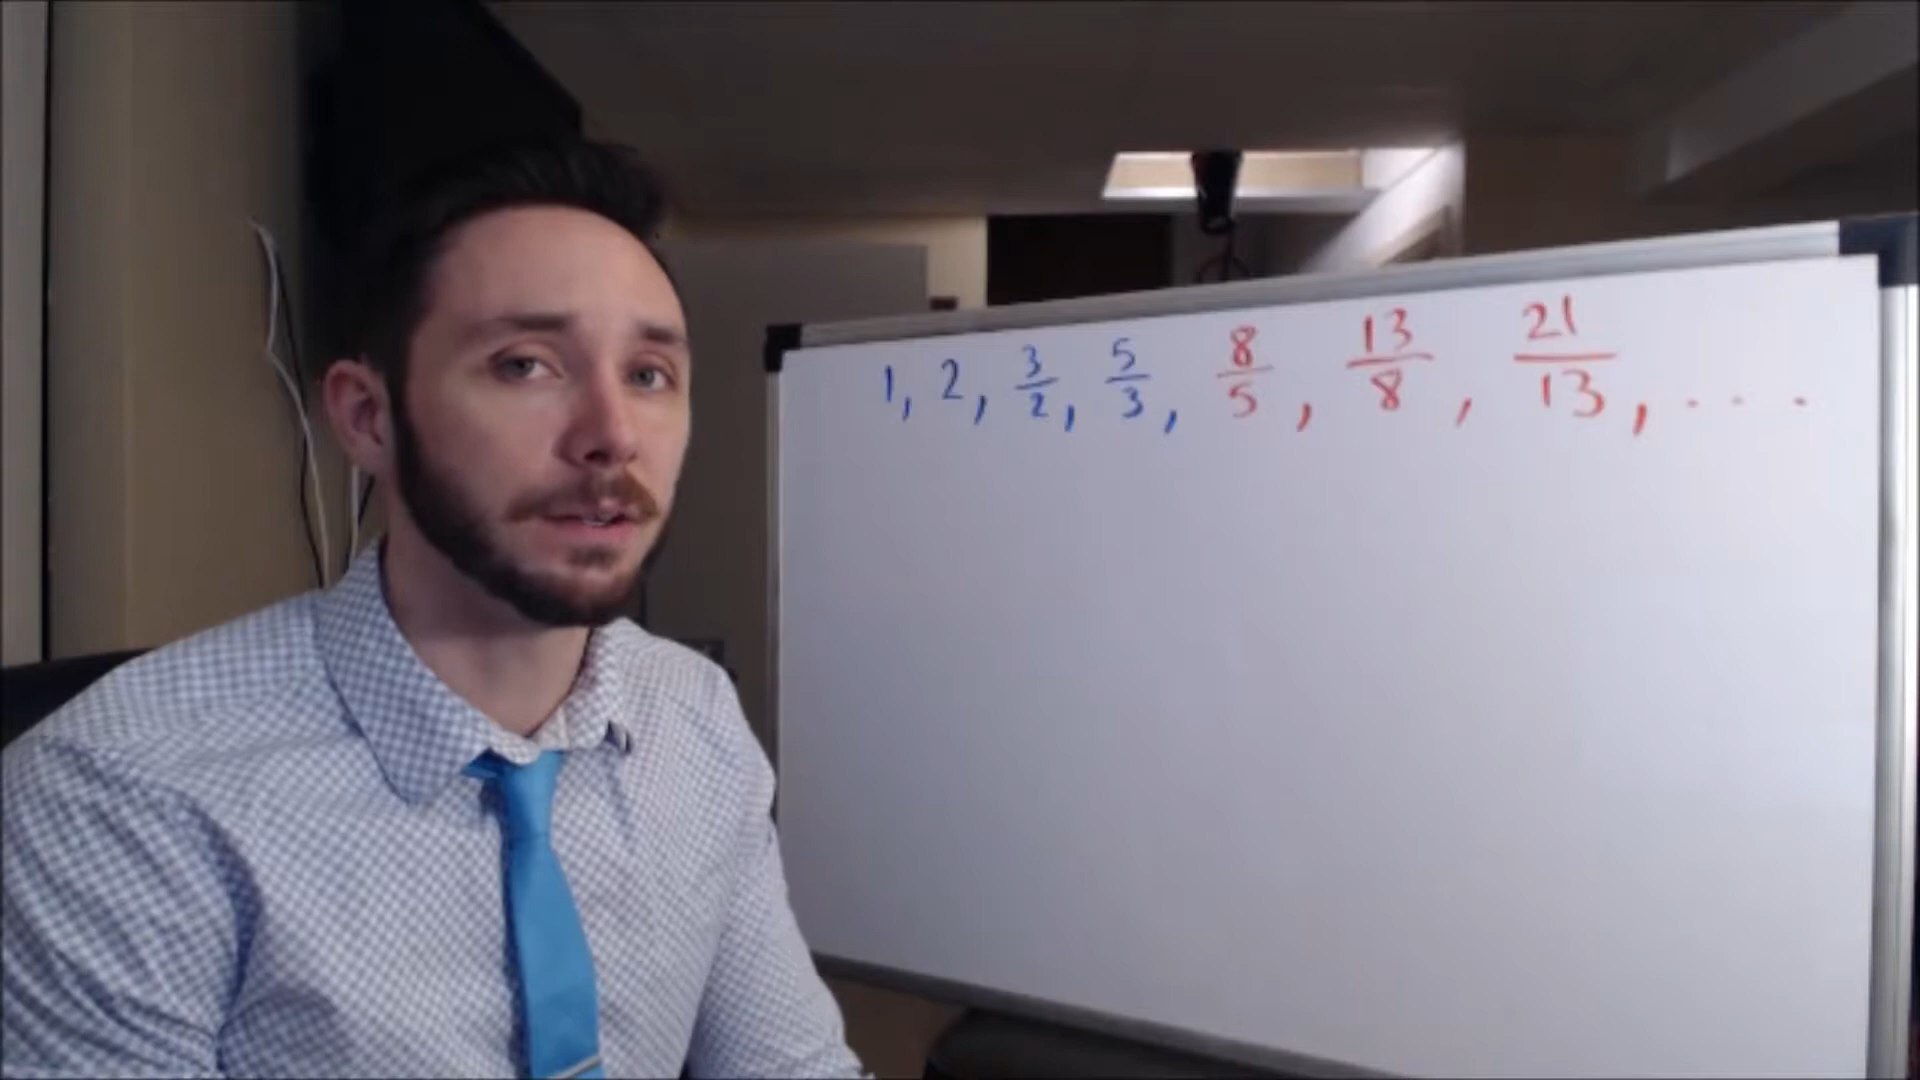 1, 2, 3/2, 5/3, 8/5, 13/8, 21/13, . . .